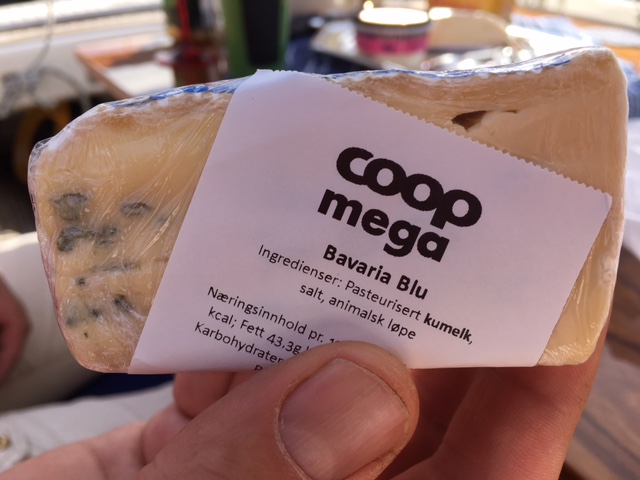 coop
mega
Bavaria Blu
Ingredienser: Pasteurisert kumelk,
salt, animalsk løpe
Næringsinnhold pr.
kcal; Fett 43,3g
Karbohydrater